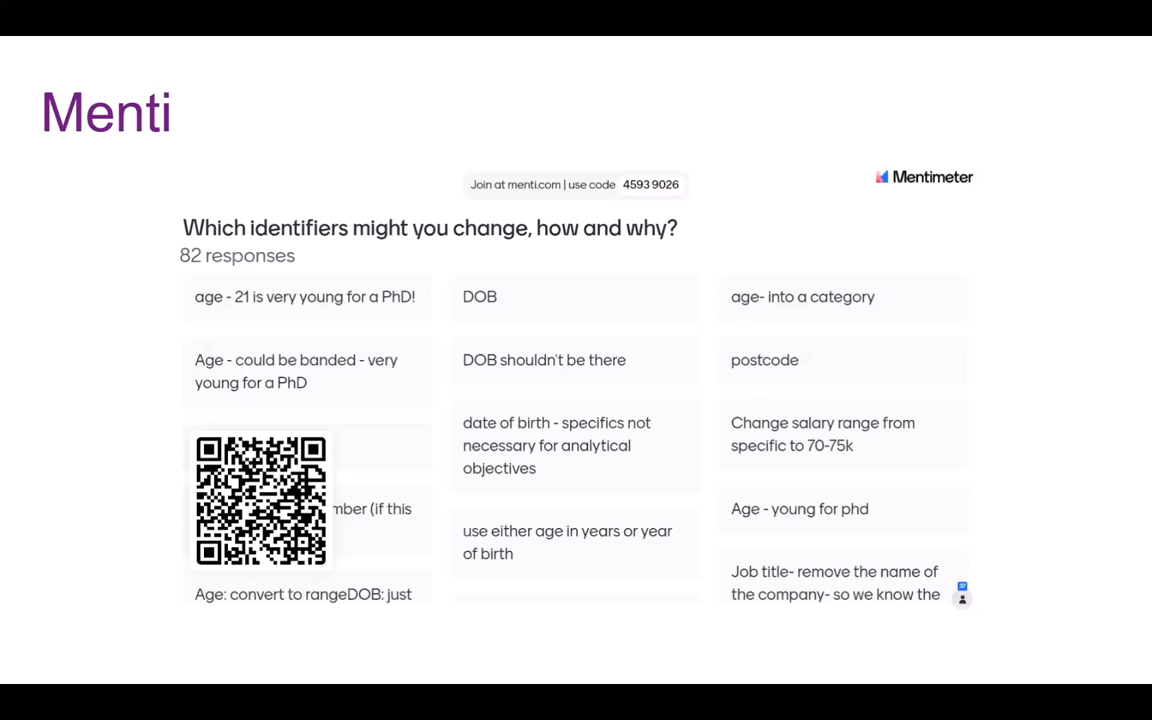 Menti
Join at menti.com | use code 4593 9026
Mentimeter
Which identifiers might you change, how and why?
82 responses
age - 21 is very young for a PhD!
Age - could be banded - very
young for a PhD
mber (if this
Age: convert to rangeDOB: just
DOB
DOB shouldn't be there
date of birth - specifics not
necessary for analytical
objectives
use either age in years or year
of birth
age- into a category
postcode
Change salary range from
specific to 70-75k
Age - young for phd
Job title- remove the name of
the company- so we know the
37